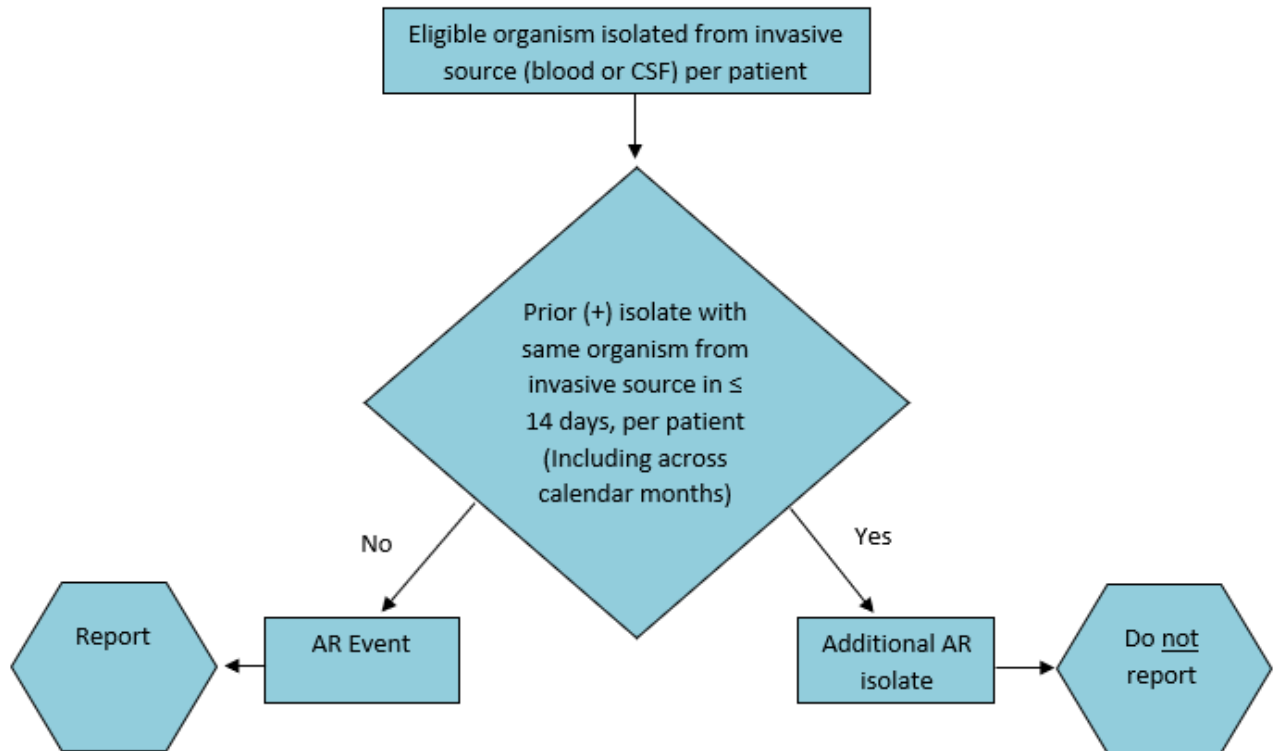 Eligible organism isolated from invasive
source (blood or CSF) per patient
Prior (+) isolate with
same organism from
invasive source in ≤
14 days, per patient
(Including across
calendar months)
No
Yes
Report
AR Event
Additional AR
isolate
Do not
report